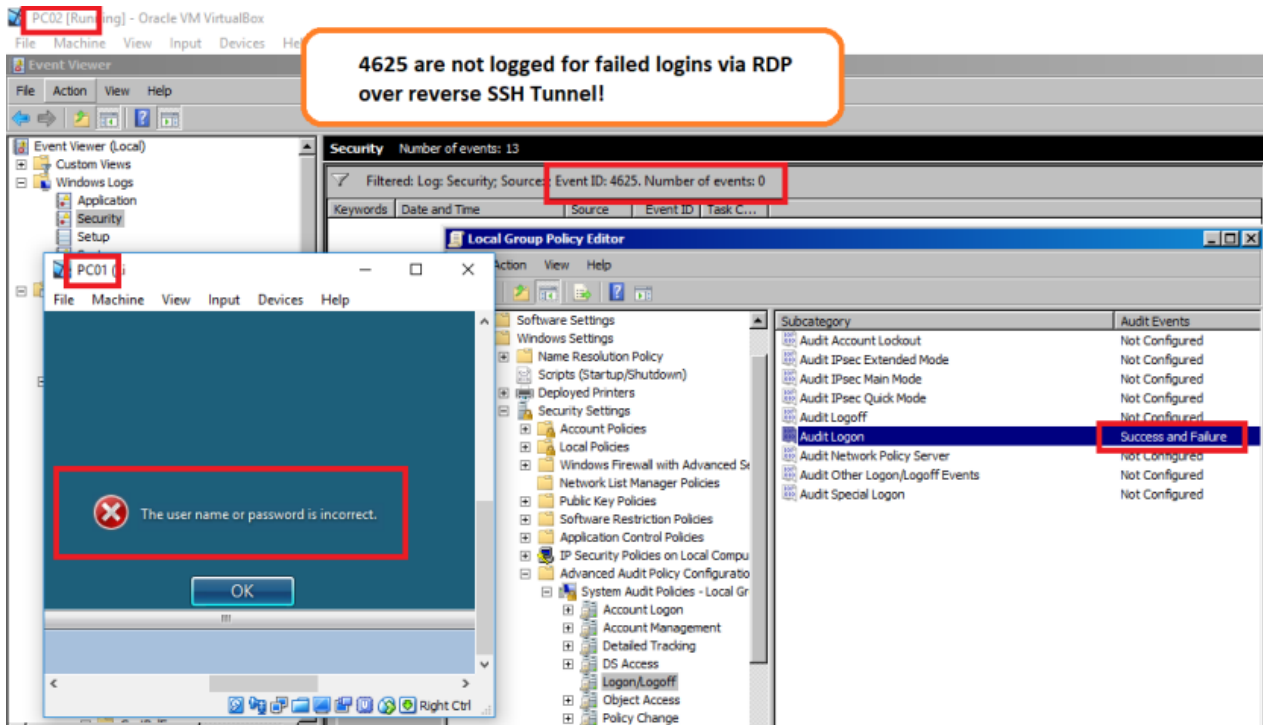 PC02 [Running] - Oracle VM VirtualBox
File Machine View Input Devices
Event Viewer
File Action View Help
4625 are not logged for failed logins via RDP
over reverse SSH Tunnel!
Event Viewer (Local)
Custom Views
Windows Logs
Application
Security
Setup
Security Number of events: 13
Filtered: Log: Security; Source: ; Event ID: 4625. Number of events: 0
Keywords Date and Time Source Event ID Task C...
PC01
File Machine View Input Devices Help
The user name or password is incorrect.
OK
Right Ctrl
Local Group Policy Editor
Action View Help
Software Settings
Windows Settings
Name Resolution Policy
Scripts (Startup/Shutdown)
Deployed Printers
Security Settings
Account Policies
Local Policies
Windows Firewall with Advanced Se
Network List Manager Policies
Public Key Policies
Software Restriction Policies
Application Control Policies
IP Security Policies on Local Compu
Advanced Audit Policy Configuratio
System Audit Policies - Local Gr
Account Logon
Account Management
Detailed Tracking
DS Access
Logon/Logoff
Object Access
Policy Change
Subcategory Audit Events
Audit Account Lockout Not Configured
Audit IPsec Extended Mode Not Configured
Audit IPsec Main Mode Not Configured
Audit IPsec Quick Mode Not Configured
Audit Logoff Not Configured
Audit Logon Success and Failure
Audit Network Policy Server Not Configured
Audit Other Logon/Logoff Events Not Configured
Audit Special Logon Not Configured